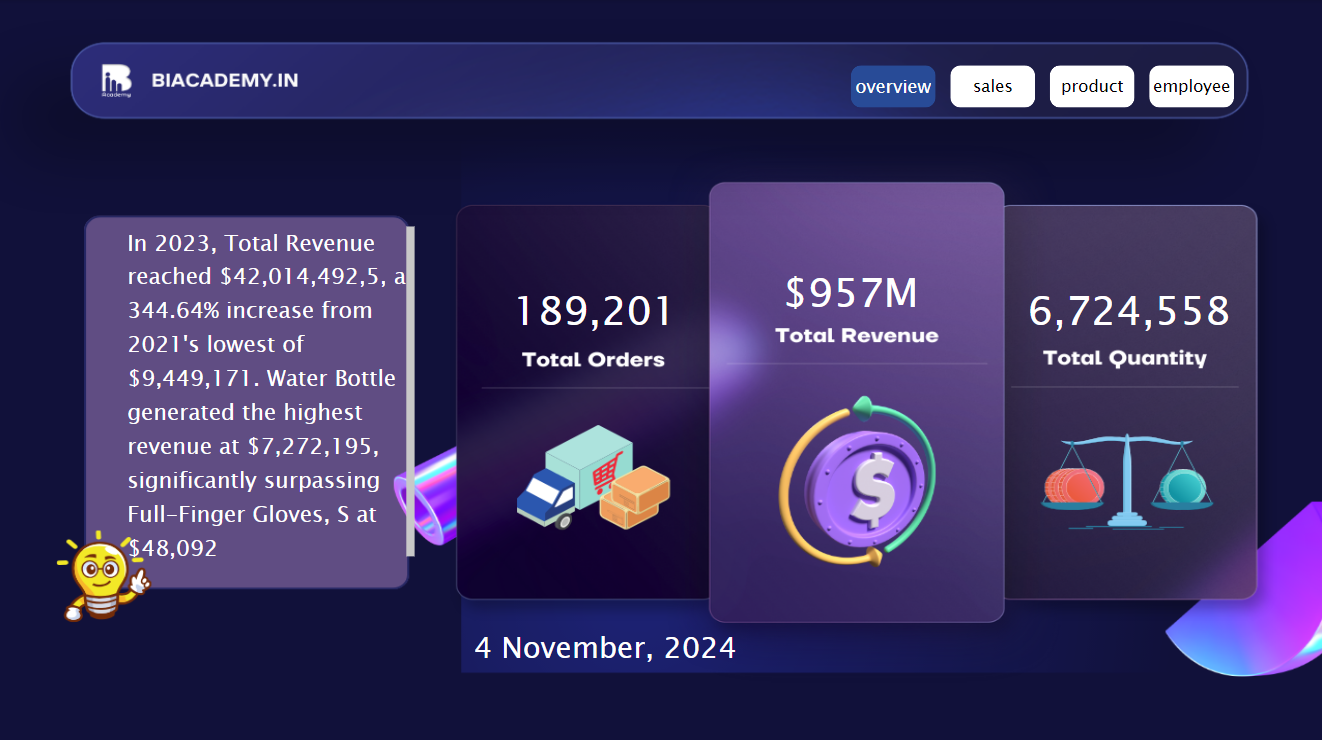 BIACADEMY.IN
in B
Bıacademy
overview
sales
product
employee
In 2023, Total Revenue
reached $42,014,492,5, a
344.64% increase from
2021's lowest of
$9,449,171. Water Bottle
generated the highest
revenue at $7,272,195,
significantly surpassing
Full-Finger Gloves, S at
$48,092
189,201
Total Orders
$957M
Total Revenue
6,724,558
Total Quantity
4 November, 2024